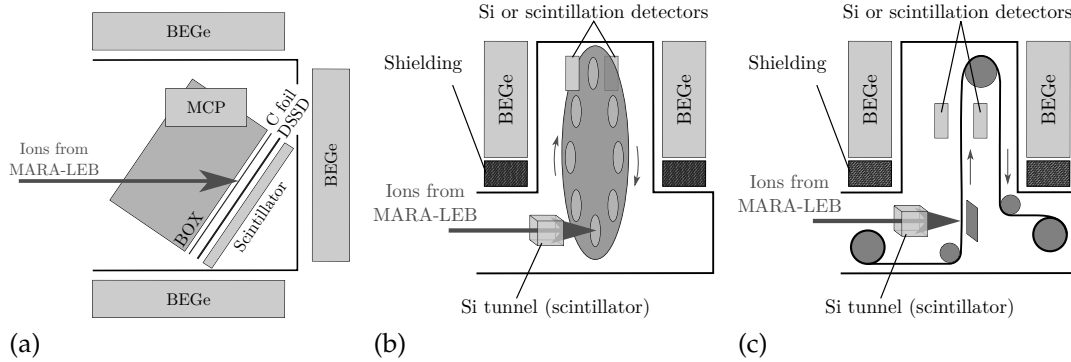 BEGe
MCP
C foil
DSSD
Ions from
MARA-LEB
BOX
Scintillator
BEGe
BEGe
(a)
Si or scintillation detectors
Shielding
BEGe
BEGe
Ions from
MARA-LEB
Si tunnel (scintillator)
(b)
Si or scintillation detectors
Shielding
BEGe
BEGe
Ions from
MARA-LEB
Si tunnel (scintillator)
(c)